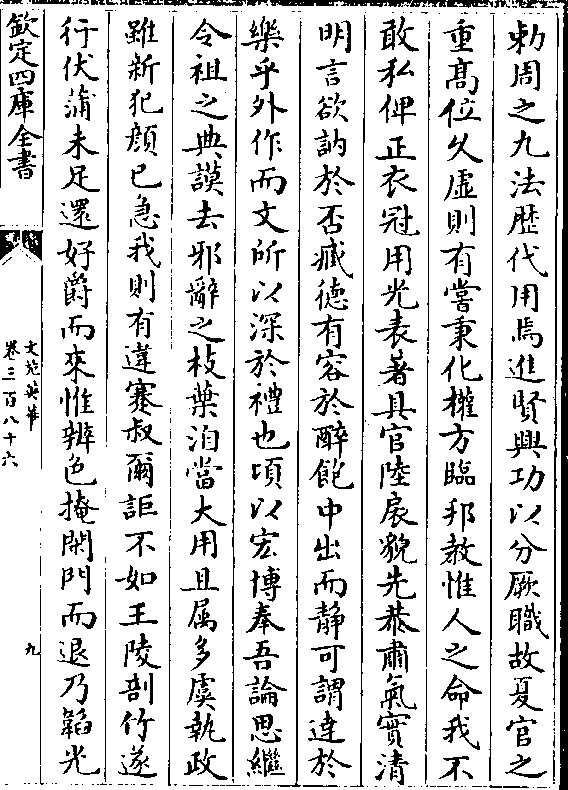 勅周之九法歴代用焉進賢興功以分厥職故夏官之
重髙位久虛則有嘗秉化權方臨邦教惟人之命我不
敢私俾正衣冠用光表著具官陸扆貌先恭肅氣實清
明言欲訥於否臧德有容於醉飽中出而静可謂達於
樂乎外作而文所以深於禮也頃以宏博奉吾論思繼
令祖之典謨去邪辭之枝葉洎當大用且屬多虞執政
雖新犯顔已急我則有違蹇叔爾詎不如王陵剖竹遂
行伏蒲未足還好爵而來惟辨色掩閑門而退乃韜光
欽定四庫全書
文苑英華
卷三百八十六
九